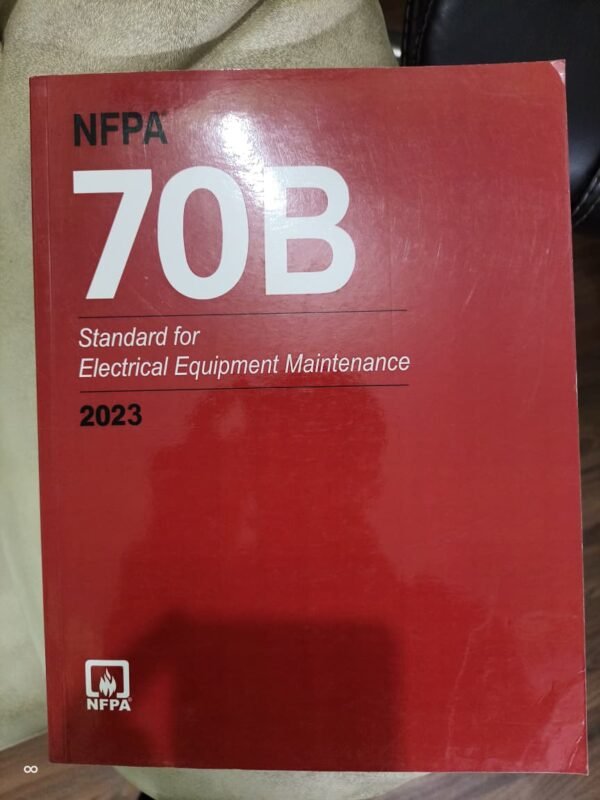 NFPA
70B
Standard for
Electrical Equipment Maintenance
2023
NFPA®